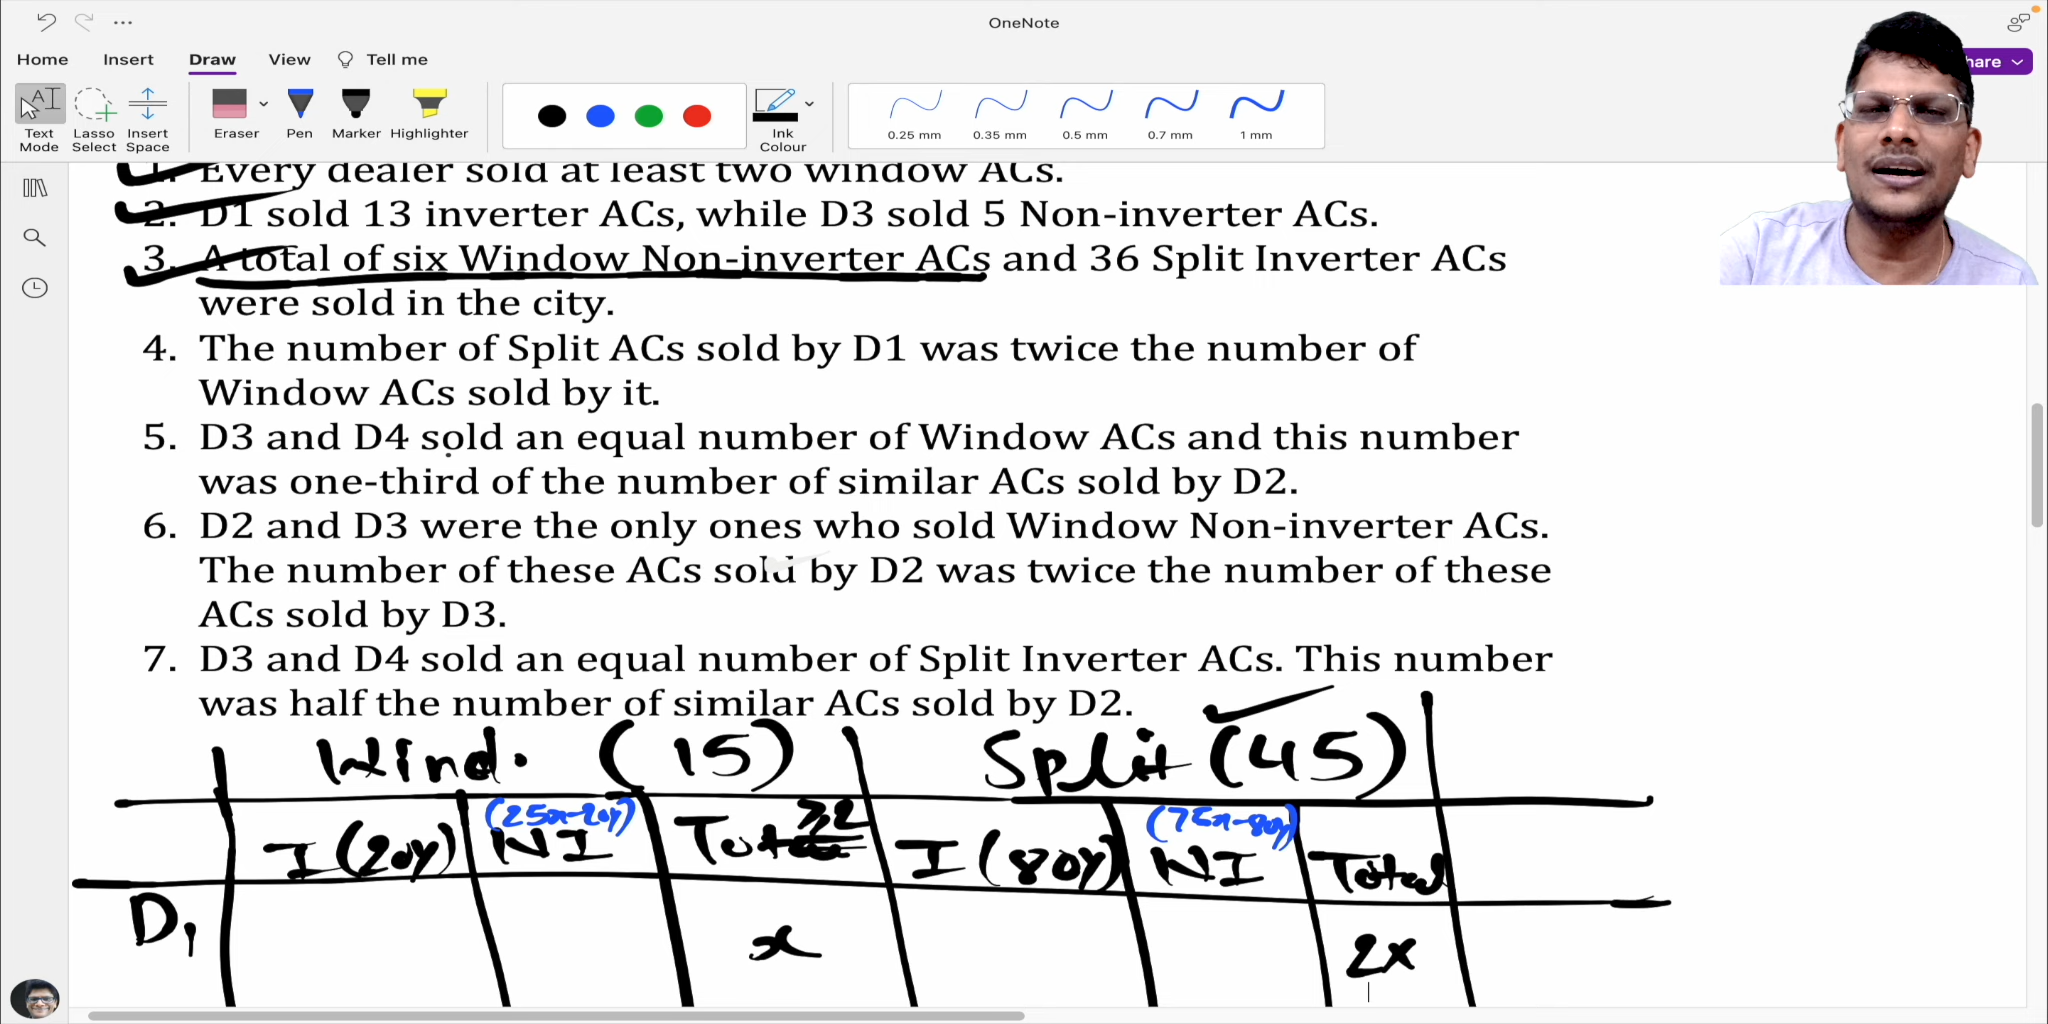 OneNote
Home Insert Draw View Tell me
hare
Text Mode
Lasso Select
Insert Space
Eraser
Pen
Marker
Highlighter
Ink Colour
0.25 mm
0.35 mm
0.5 mm
0.7 mm
1 mm
1. Every dealer sold at least two window ACs.
2. D1 sold 13 inverter ACs, while D3 sold 5 Non-inverter ACs.
3. A total of six Window Non-inverter ACs and 36 Split Inverter ACs
were sold in the city.
4. The number of Split ACs sold by D1 was twice the number of
Window ACs sold by it.
5. D3 and D4 sold an equal number of Window ACs and this number
was one-third of the number of similar ACs sold by D2.
6. D2 and D3 were the only ones who sold Window Non-inverter ACs.
The number of these ACs sold by D2 was twice the number of these
ACs sold by D3.
7. D3 and D4 sold an equal number of Split Inverter ACs. This number
was half the number of similar ACs sold by D2.
Wind. (15) Split (45)
(25x-20y) ≥2 (75x-80y)
I (20y) NI I (80y) NI Total
D1 x 2x